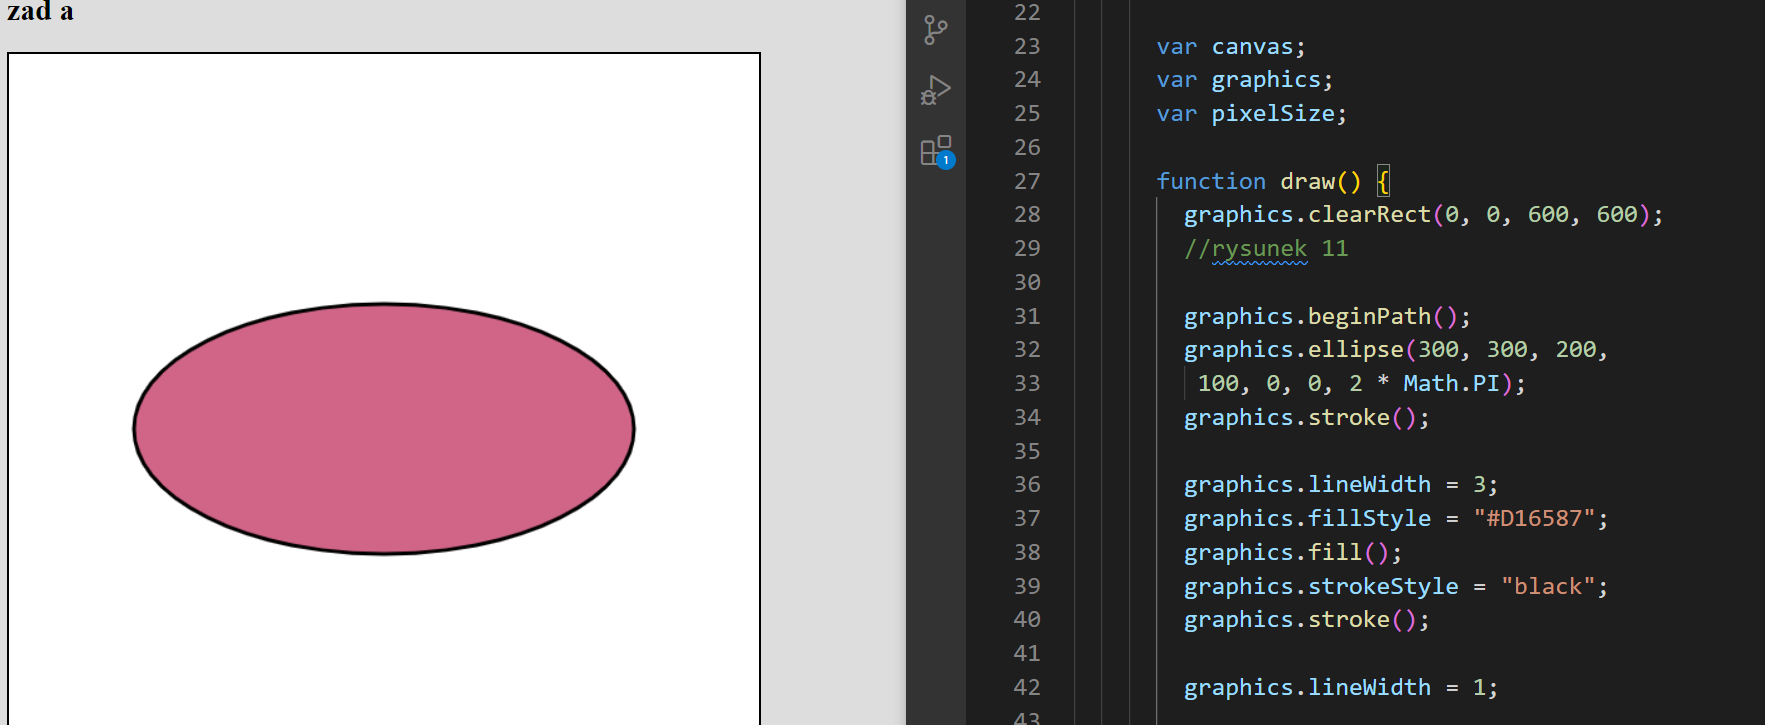 zad a
22
23 var canvas;
24 var graphics;
25 var pixelSize;
26
27 function draw() {
28 graphics.clearRect(0, 0, 600, 600);
29 //rysunek 11
30
31 graphics.beginPath();
32 graphics.ellipse(300, 300, 200,
33 100, 0, 0, 2 * Math.PI);
34 graphics.stroke();
35
36 graphics.lineWidth = 3;
37 graphics.fillStyle = "#D16587";
38 graphics.fill();
39 graphics.strokeStyle = "black";
40 graphics.stroke();
41
42 graphics.lineWidth = 1;
43
1